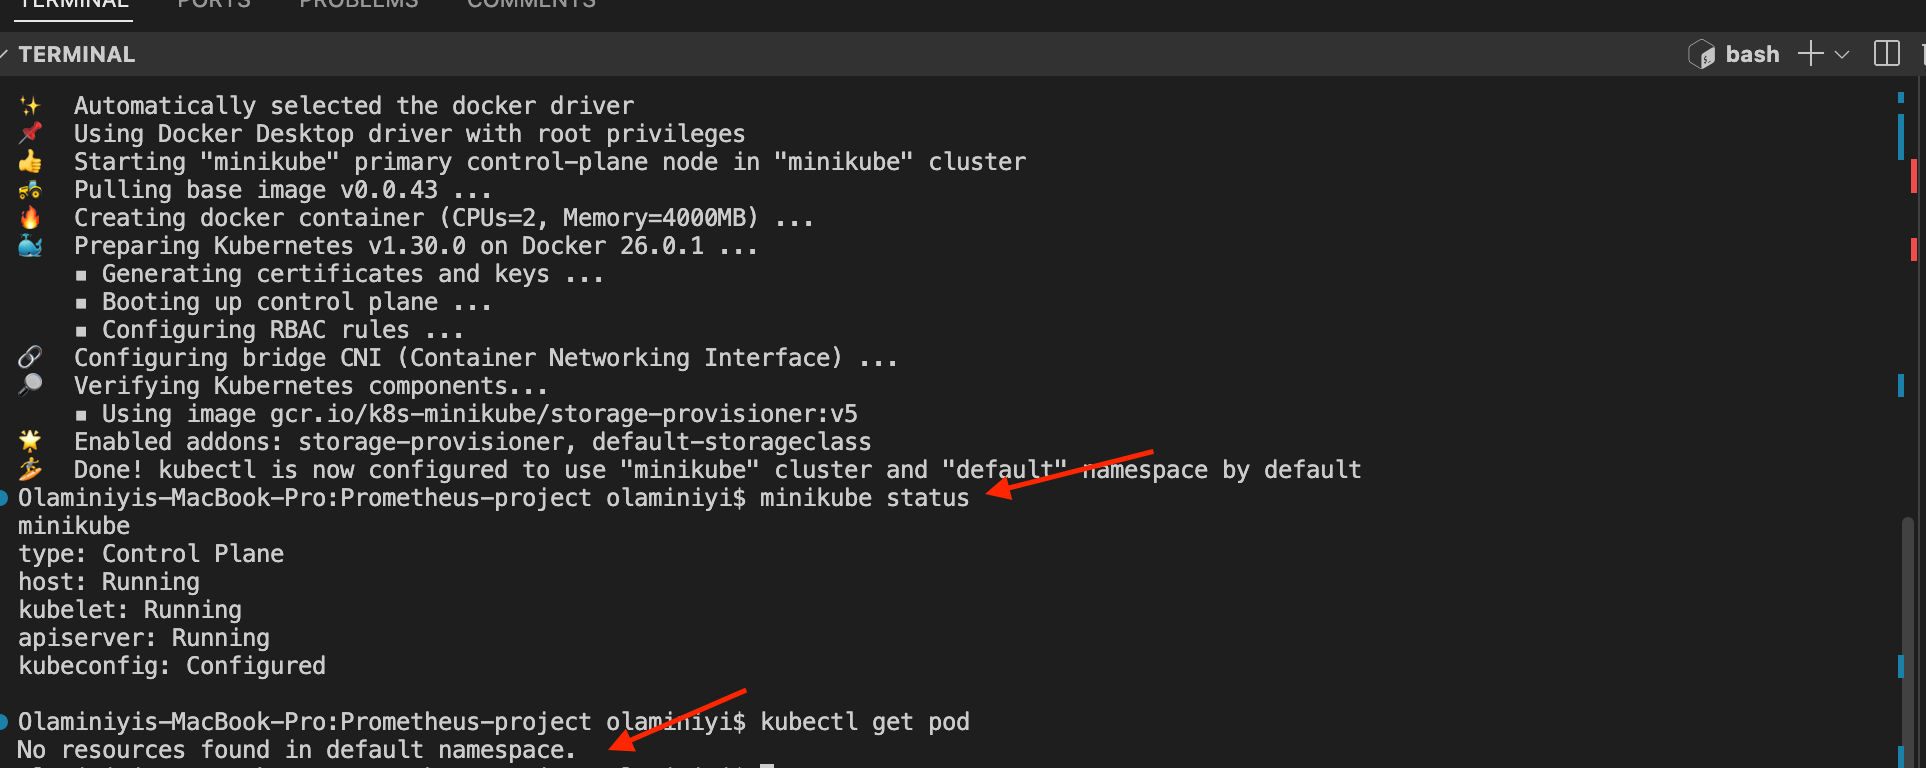 TERMINAL PORTS PROBLEMS COMMENTS
TERMINAL bash
Automatically selected the docker driver
Using Docker Desktop driver with root privileges
Starting "minikube" primary control-plane node in "minikube" cluster
Pulling base image v0.0.43 ...
Creating docker container (CPUs=2, Memory=4000MB) ...
Preparing Kubernetes v1.30.0 on Docker 26.0.1 ...
▪ Generating certificates and keys ...
▪ Booting up control plane ...
▪ Configuring RBAC rules ...
Configuring bridge CNI (Container Networking Interface) ...
Verifying Kubernetes components...
▪ Using image gcr.io/k8s-minikube/storage-provisioner:v5
Enabled addons: storage-provisioner, default-storageclass
Done! kubectl is now configured to use "minikube" cluster and "default" namespace by default
Olaminiyis-MacBook-Pro:Prometheus-project olaminiyi$ minikube status
minikube
type: Control Plane
host: Running
kubelet: Running
apiserver: Running
kubeconfig: Configured
Olaminiyis-MacBook-Pro:Prometheus-project olaminiyi$ kubectl get pod
No resources found in default namespace.